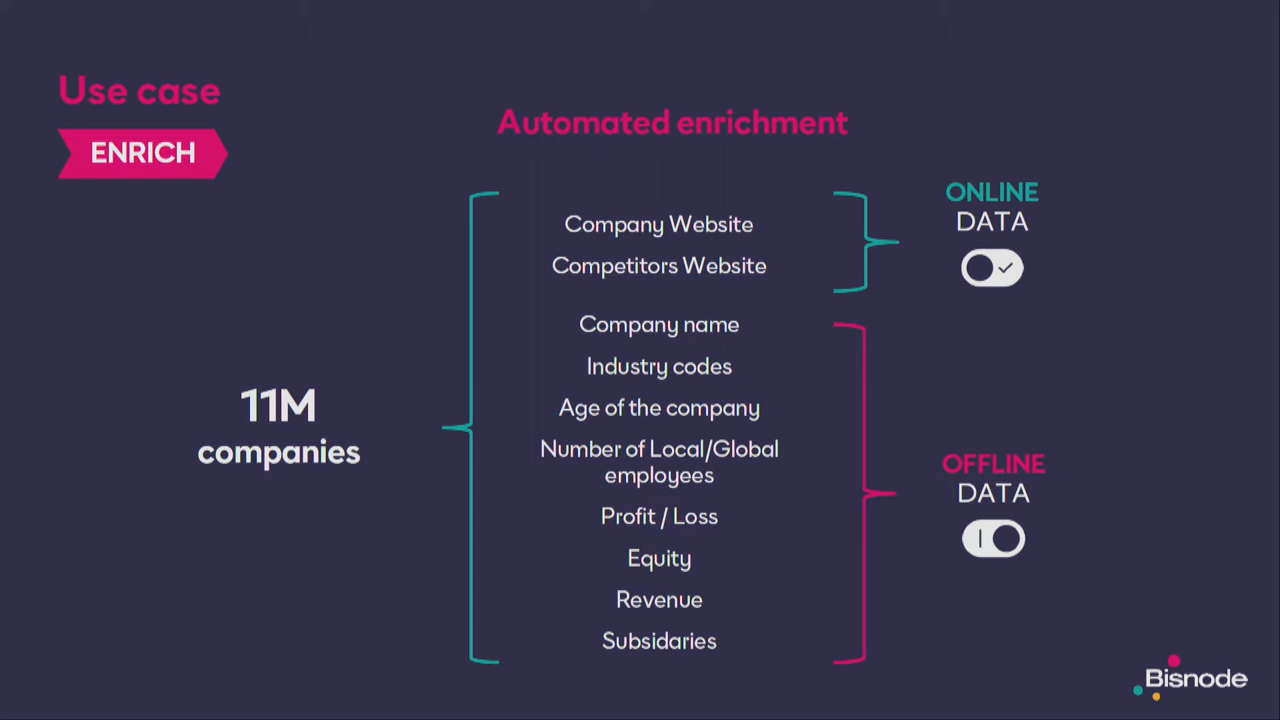 Use case
ENRICH
Automated enrichment
11M
companies
Company Website
Competitors Website
Company name
Industry codes
Age of the company
Number of Local/Global
employees
Profit / Loss
Equity
Revenue
Subsidaries
ONLINE
DATA
OFFLINE
DATA
Bisnode